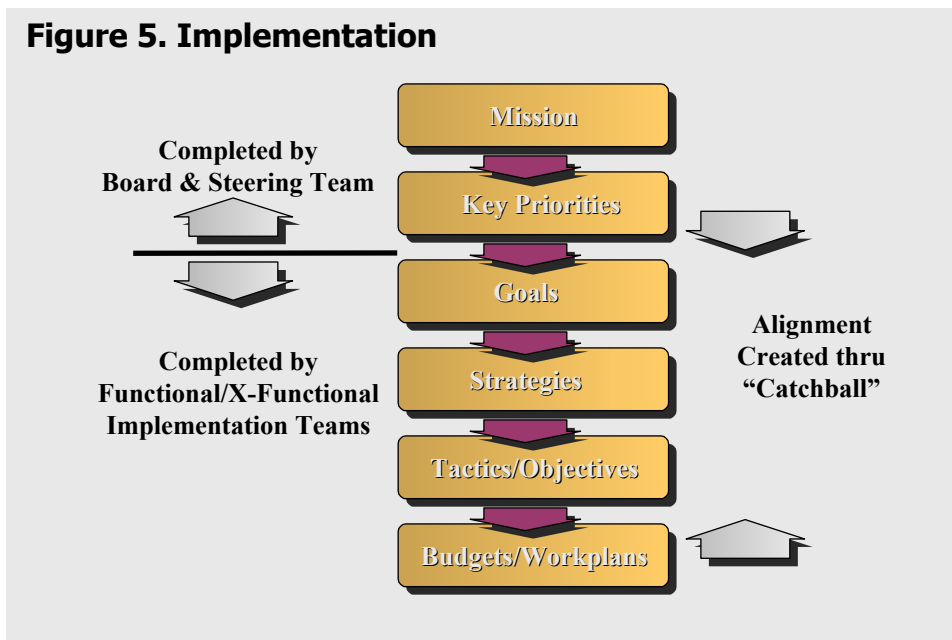 Figure 5. Implementation
Mission
Completed by
Board & Steering Team
Key Priorities
Goals
Alignment
Created thru
“Catchball”
Completed by
Functional/X-Functional
Implementation Teams
Strategies
Tactics/Objectives
Budgets/Workplans